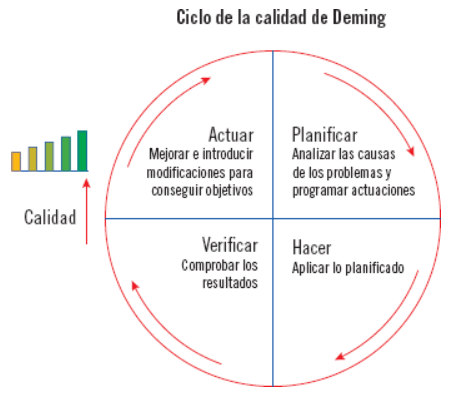 Ciclo de la calidad de Deming
Actuar
Mejorar e introducir
modificaciones para
conseguir objetivos
Planificar
Analizar las causas
de los problemas y
programar actuaciones
Calidad
Verificar
Comprobar los
resultados
Hacer
Aplicar lo planificado